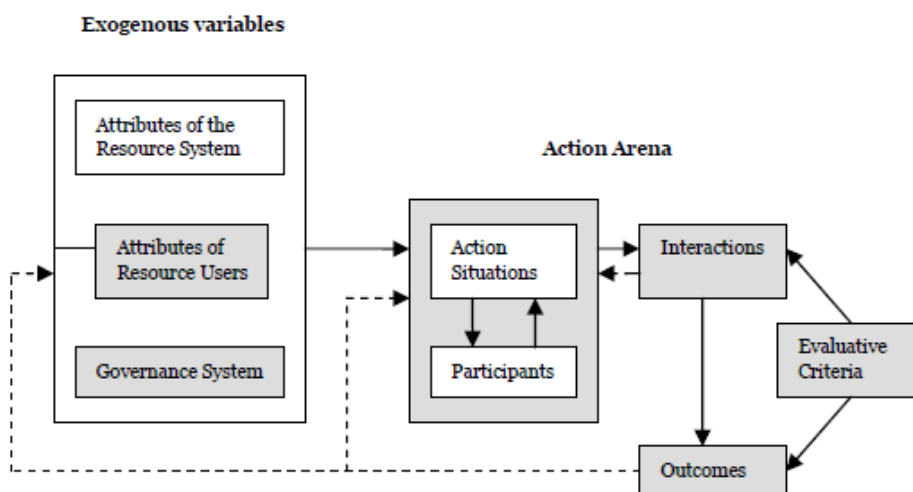 Exogenous variables
Attributes of the
Resource System
Action Arena
Attributes of
Resource Users
Action
Situations
Interactions
Governance System
Participants
Evaluative
Criteria
Outcomes